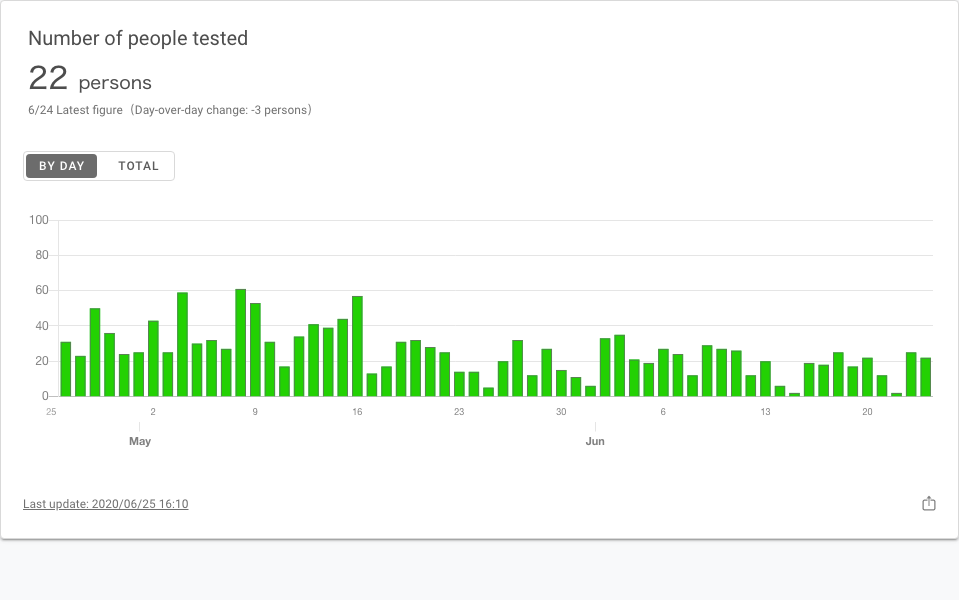 Number of people tested
22 persons
6/24 Latest figure（Day-over-day change: -3 persons）
BY DAY TOTAL
100
80
60
40
20
0
25 2 9 16 23 30 6 13 20
May Jun
Last update: 2020/06/25 16:10